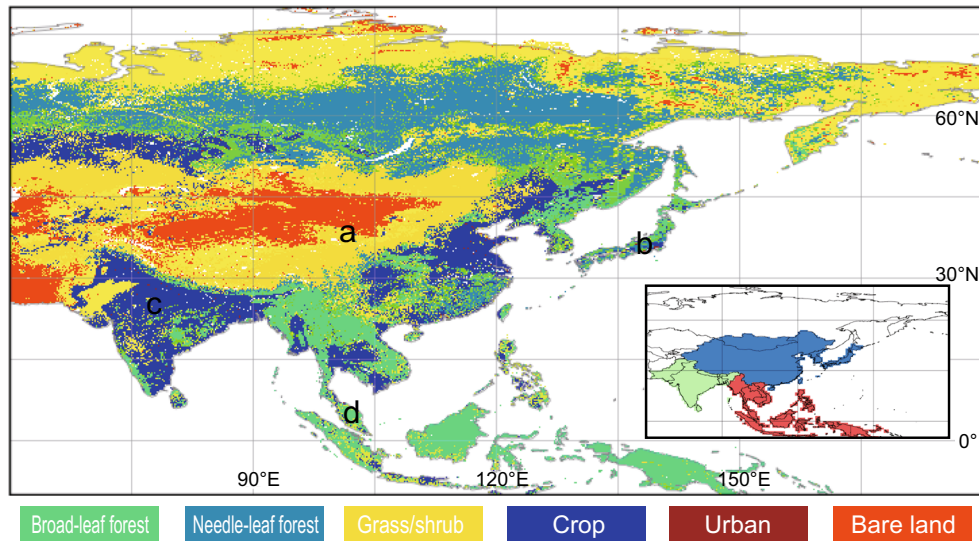 60°N
a
b
c
30°N
d
0°
90°E 120°E 150°E
Broad-leaf forest Needle-leaf forest Grass/shrub Crop Urban Bare land